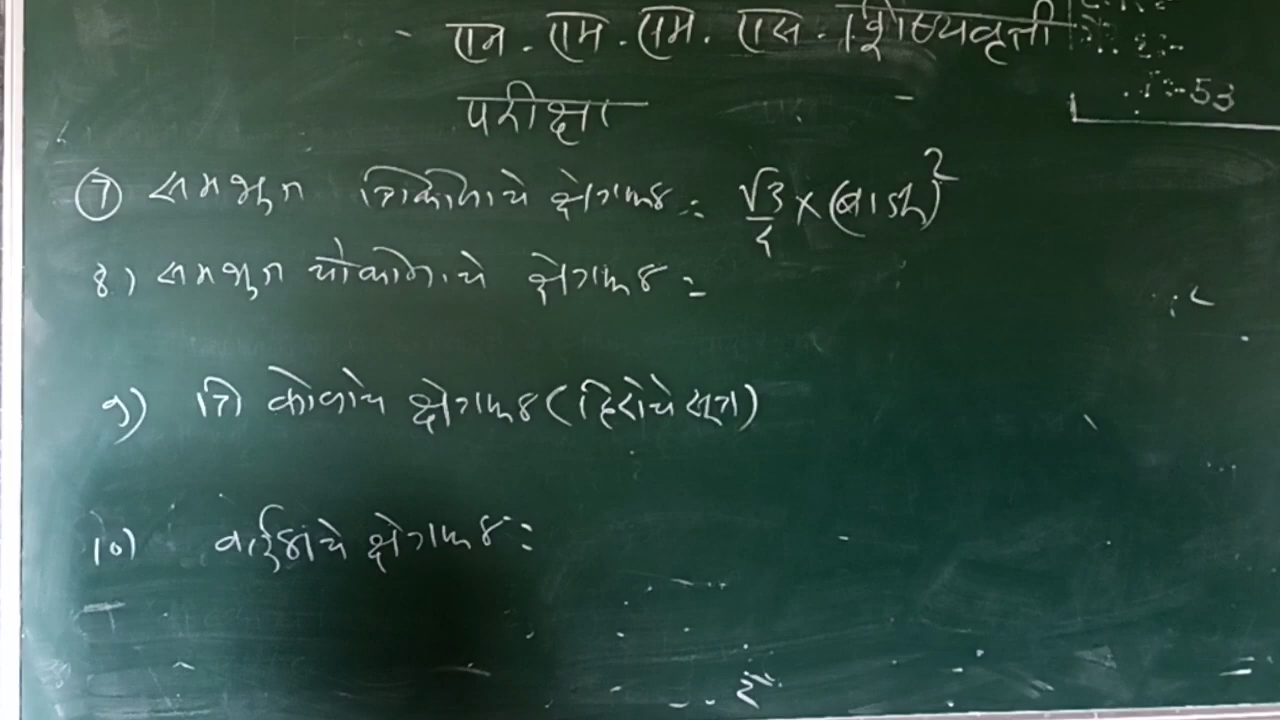 एन. एम. एम. एस. शिष्यवृत्ती
परीक्षा
53
7 समभुज त्रिकोणाचे क्षेत्रफळ = √3/4 × (बाजू)²
8) समभुज चौकोनाचे क्षेत्रफळ =
9) त्रिकोणाचे क्षेत्रफळ (हिरोचे सूत्र)
10) वर्तुळाचे क्षेत्रफळ =